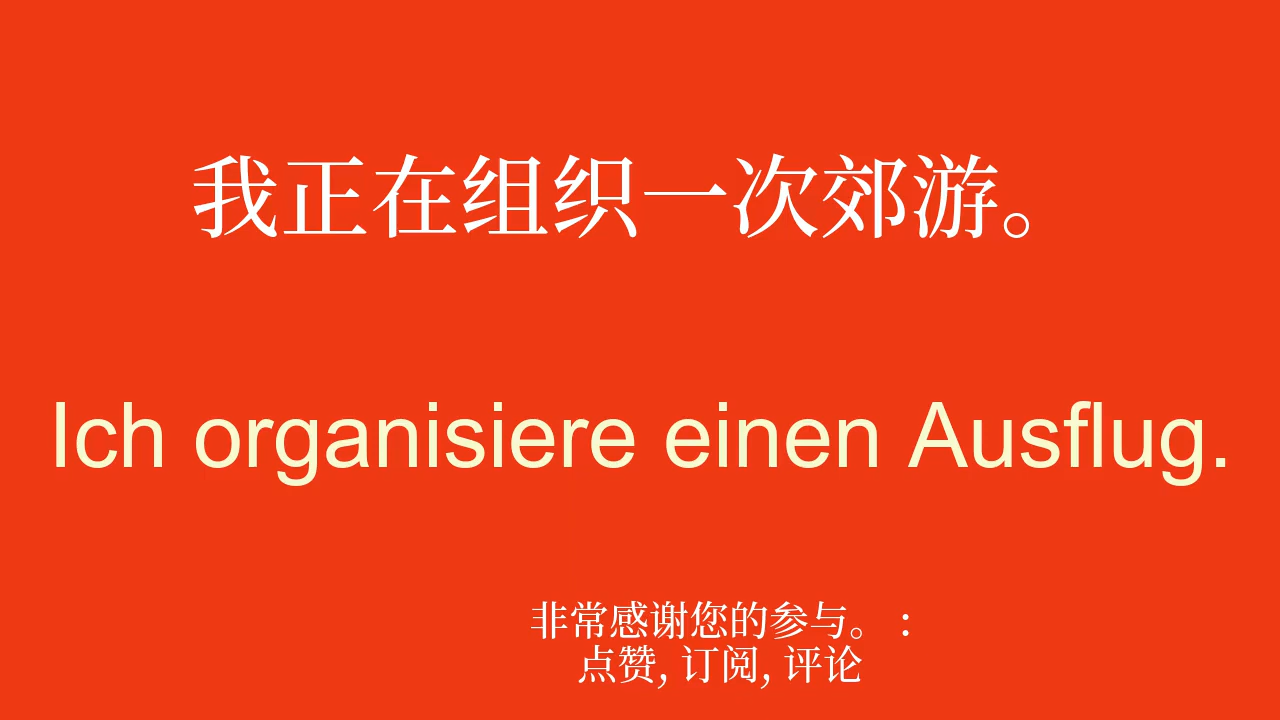 我正在组织一次郊游。
Ich organisiere einen Ausflug.
非常感谢您的参与。 :
点赞, 订阅, 评论